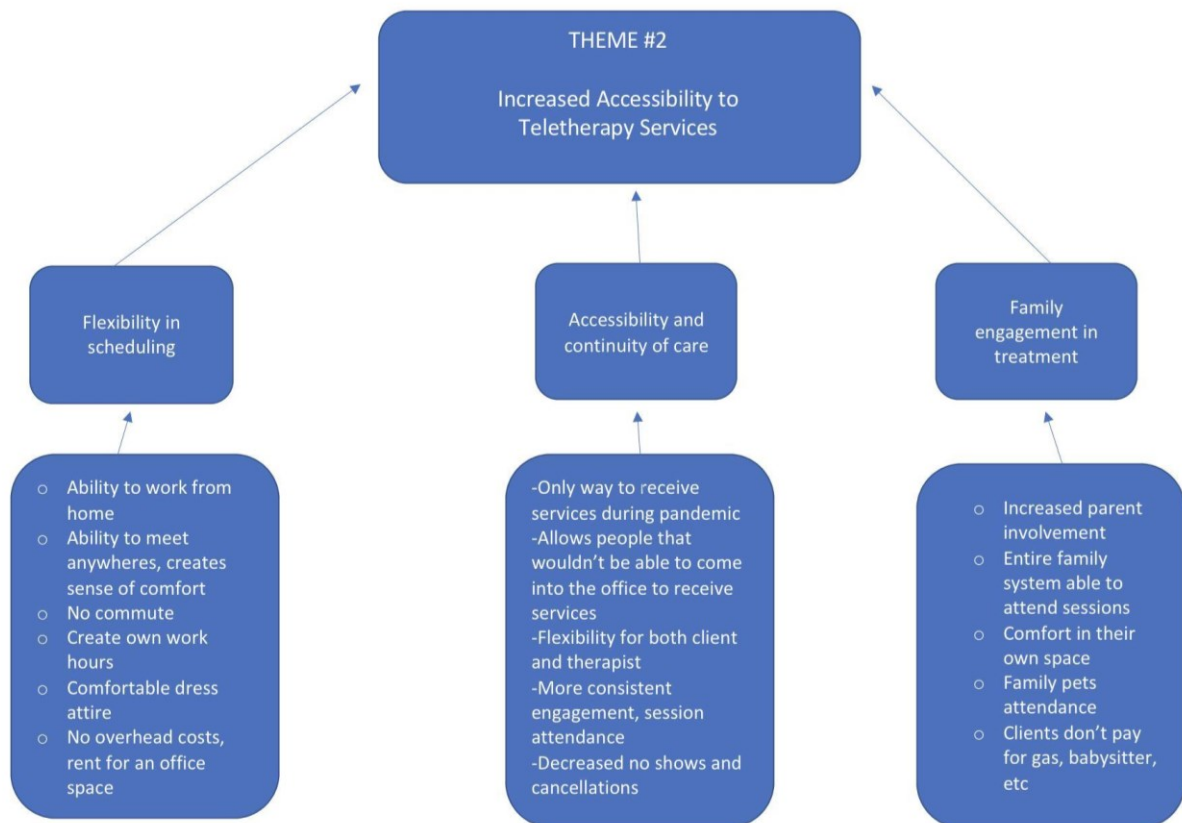 THEME #2
Increased Accessibility to
Teletherapy Services
Flexibility in
scheduling
Accessibility and
continuity of care
Family
engagement in
treatment
o Ability to work from
home
o Ability to meet
anywheres, creates
sense of comfort
o No commute
o Create own work
hours
o Comfortable dress
attire
o No overhead costs,
rent for an office
space
-Only way to receive
services during pandemic
-Allows people that
wouldn’t be able to come
into the office to receive
services
-Flexibility for both client
and therapist
-More consistent
engagement, session
attendance
-Decreased no shows and
cancellations
o Increased parent
involvement
o Entire family
system able to
attend sessions
o Comfort in their
own space
o Family pets
attendance
o Clients don’t pay
for gas, babysitter,
etc